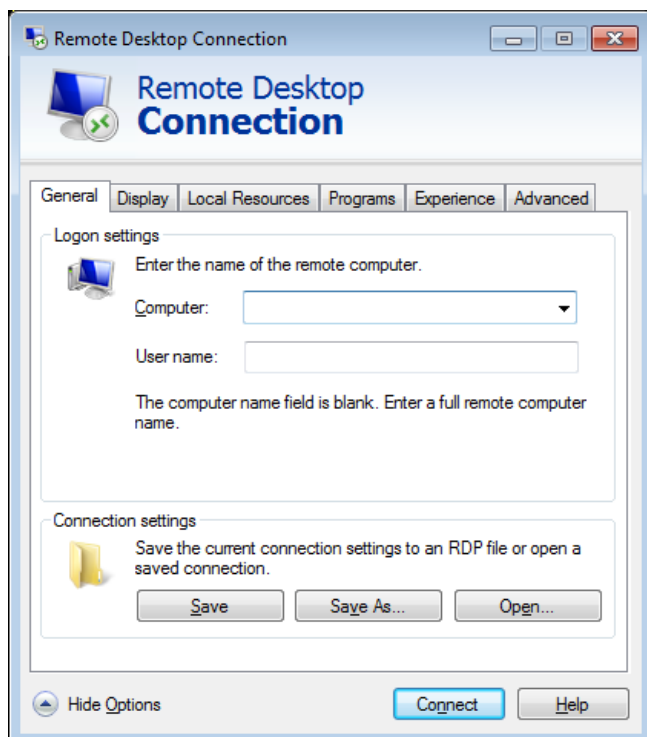 Remote Desktop Connection
Remote Desktop
Connection
General Display Local Resources Programs Experience Advanced
Logon settings
Enter the name of the remote computer.
Computer:
User name:
The computer name field is blank. Enter a full remote computer
name.
Connection settings
Save the current connection settings to an RDP file or open a
saved connection.
Save Save As... Open...
Hide Options Connect Help